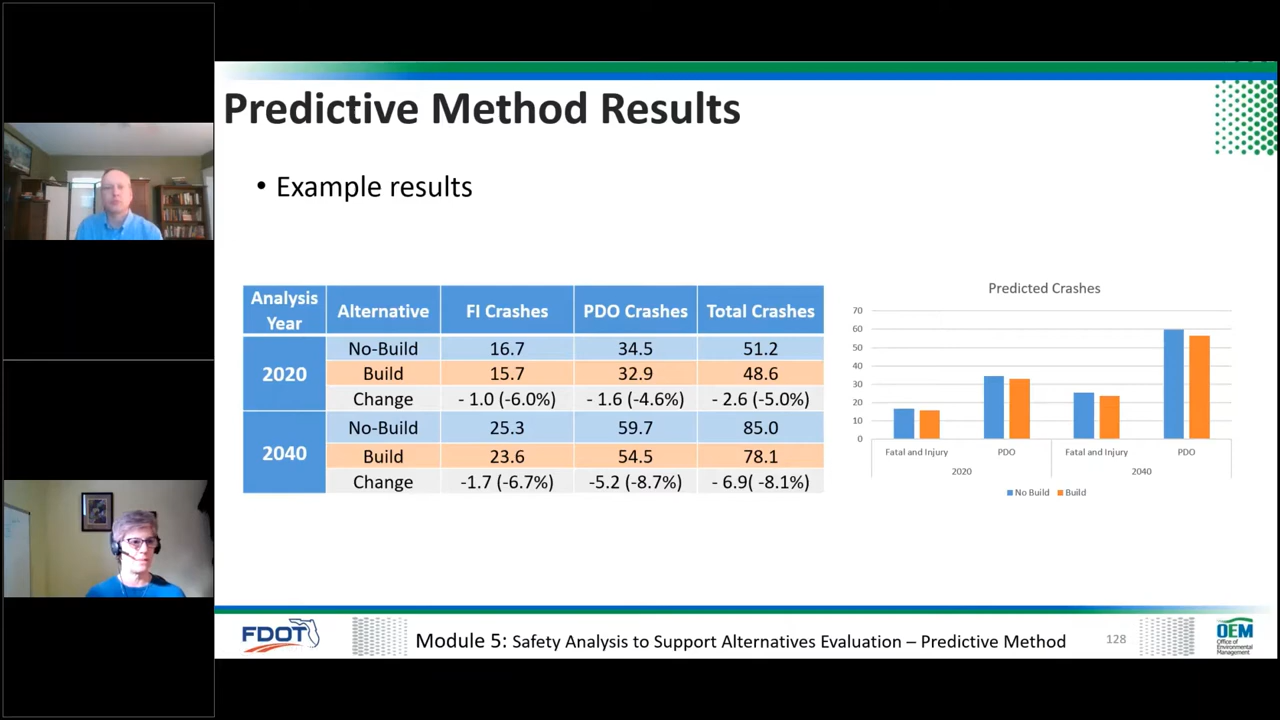 Predictive Method Results
• Example results
Analysis Year Alternative FI Crashes PDO Crashes Total Crashes
2020
No-Build 16.7 34.5 51.2
Build 15.7 32.9 48.6
Change - 1.0 (-6.0%) - 1.6 (-4.6%) - 2.6 (-5.0%)
2040
No-Build 25.3 59.7 85.0
Build 23.6 54.5 78.1
Change -1.7 (-6.7%) -5.2 (-8.7%) - 6.9( -8.1%)
Predicted Crashes
70
60
50
40
30
20
10
0
Fatal and Injury PDO Fatal and Injury PDO
2020 2040
No Build Build
FDOT
Module 5: Safety Analysis to Support Alternatives Evaluation – Predictive Method
128
OEM
Office of
Environmental
Management